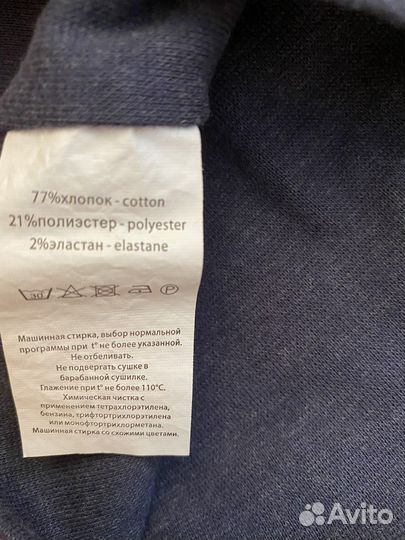 77%хлопок - cotton
21%полиэстер - polyester
2%эластан - elastane
30 P
Машинная стирка, выбор нормальной
программы при t° не более указанной.
Не отбеливать.
Не подвергать сушке в
барабанной сушилке.
Глажение при t° не более 110°С.
Химическая чистка с
применением тетрахлорэтилена,
бензина, трифтортрихлорэтилена
или монофтортрихлорметана.
Машинная стирка со схожими цветами.
Avito